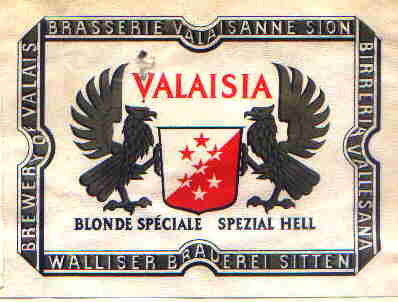 BRASSERIE VALAISANNE SION
BREWERY OF VALAIS
VALAISIA
BIRRERIA VALLESANA
BLONDE SPÉCIALE SPEZIAL HELL
WALLISER BRAUEREI SITTEN